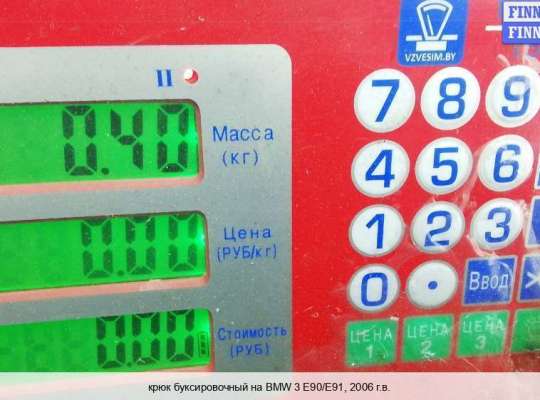 FINN
FINN
VZVESIM.BY
II
0.40
Масса
(кг)
7 8 9
4 5 6
0.00
Цена
(РУБ/кг)
1 2 3
0 . Ввод
0.00
Стоимость
(РУБ)
ЦЕНА 1
ЦЕНА 2
ЦЕНА 3
крюк буксировочный на BMW 3 E90/E91, 2006 г.в.